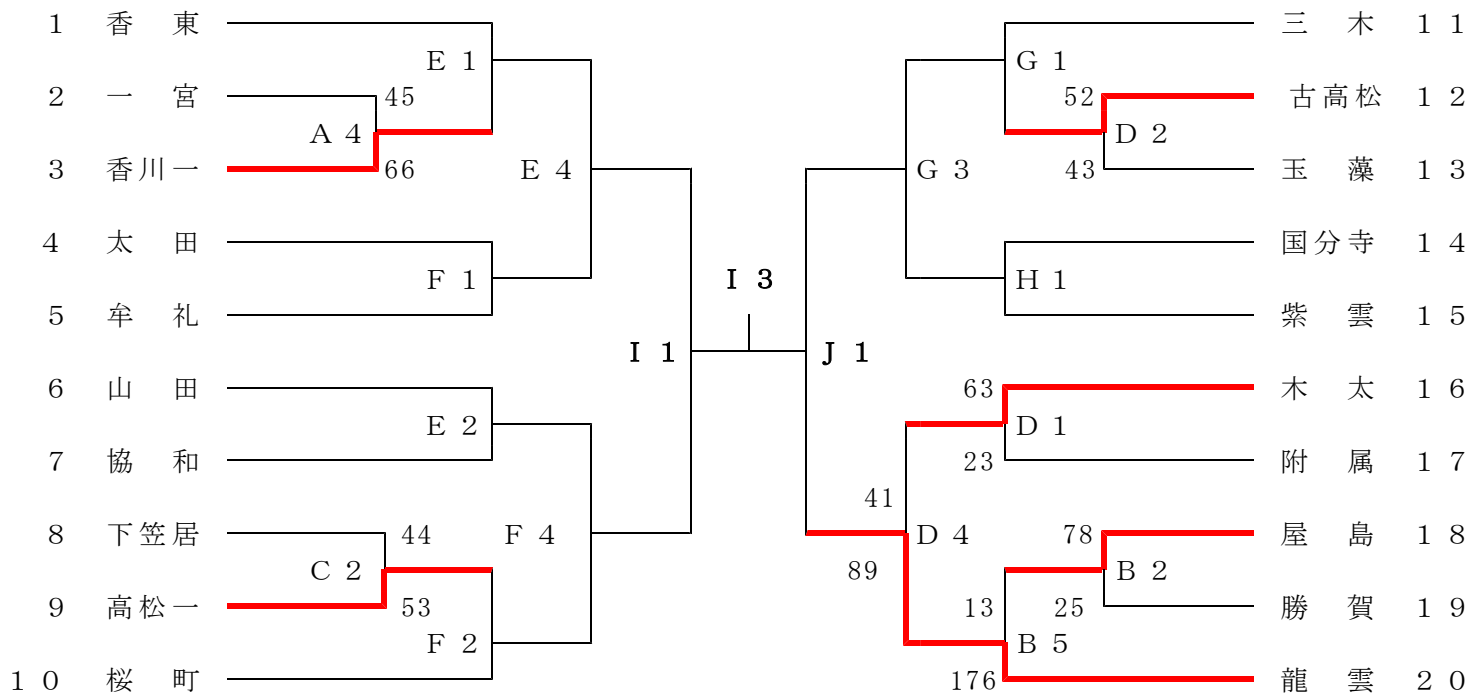 1 香東 三木 11
E1 G1
2 一宮 45 52 古高松 12
A4 D2
3 香川一 66 E4 G3 43 玉藻 13
4 太田 国分寺 14
F1 I3 H1
5 牟礼 紫雲 15
I1 J1
6 山田 63 木太 16
E2 D1
7 協和 23 附属 17
41
8 下笠居 44 F4 D4 78 屋島 18
C2 89 B2
9 高松一 53 13 25 勝賀 19
F2 B5
10 桜町 176 龍雲 20